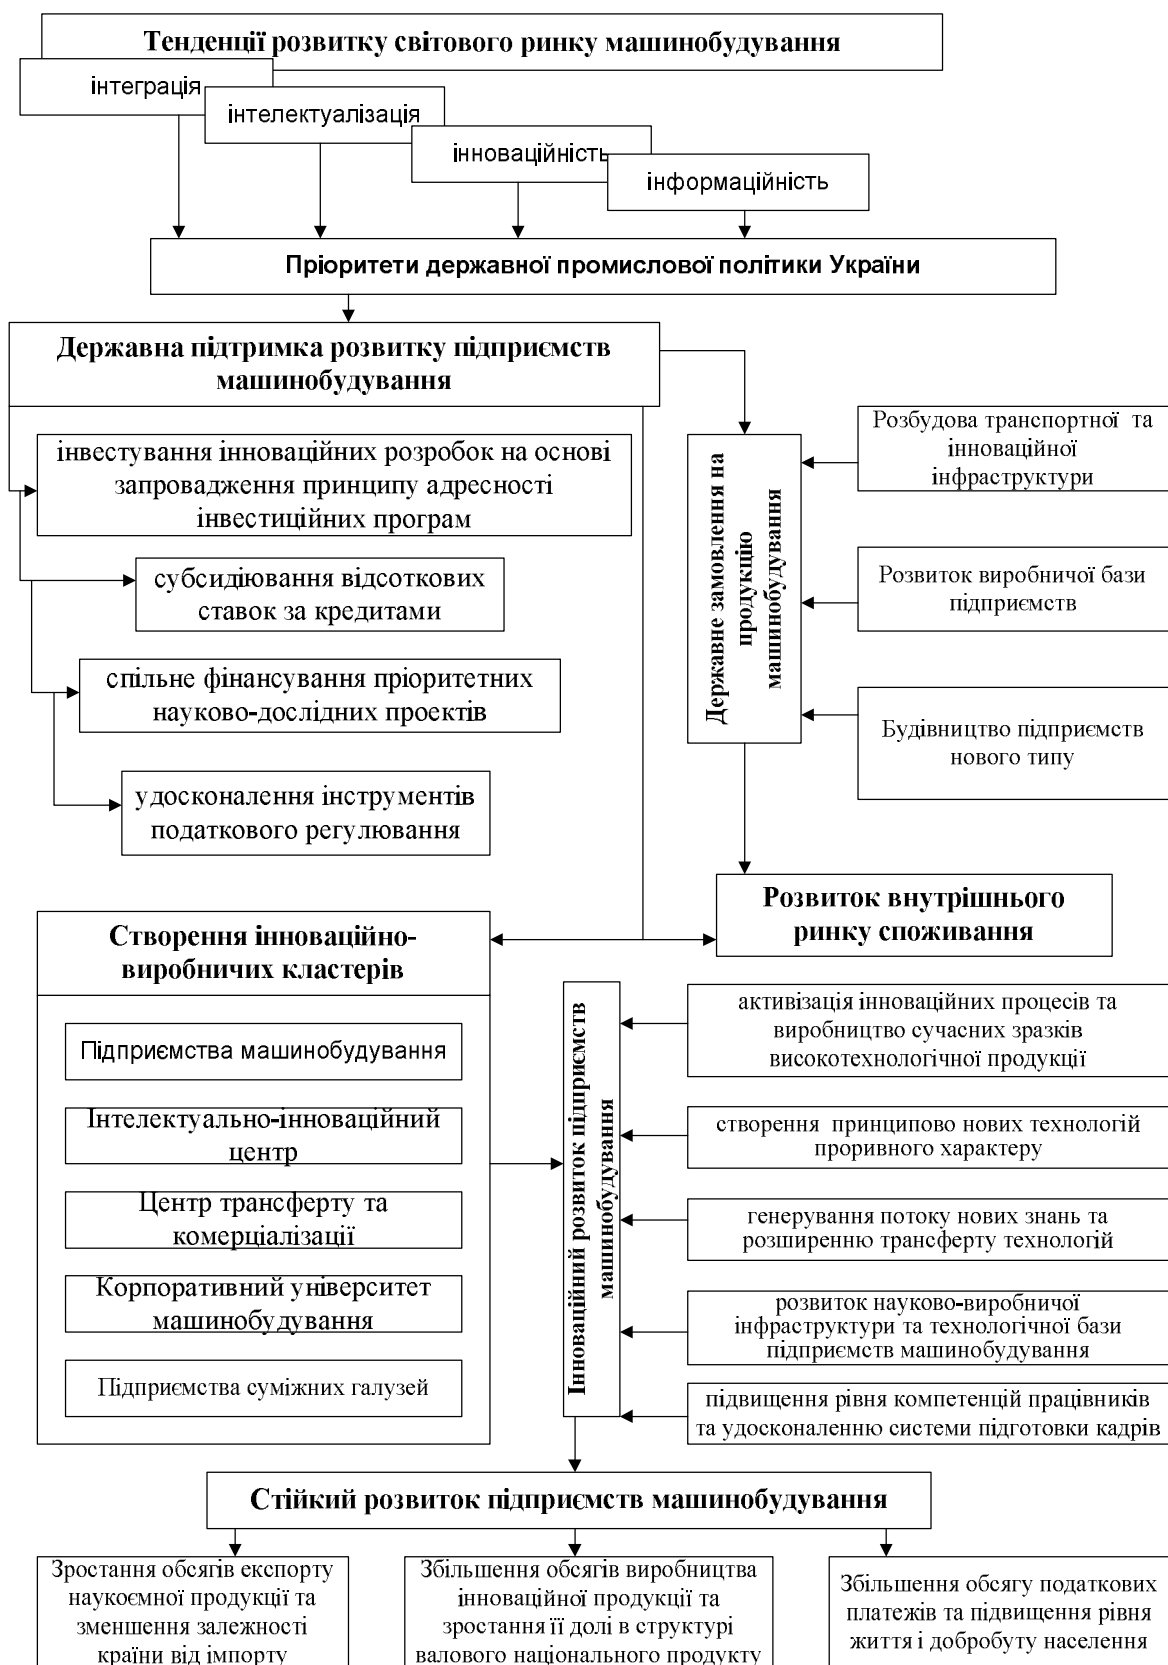 Тенденції розвитку світового ринку машинобудування
інтеграція
інтелектуалізація
інноваційність
інформаційність
Пріоритети державної промислової політики України
Державна підтримка розвитку підприємств
машинобудування
інвестування інноваційних розробок на основі
запровадження принципу адресності
інвестиційних програм
субсидіювання відсоткових
ставок за кредитами
спільне фінансування пріоритетних
науково-дослідних проектів
удосконалення інструментів
податкового регулювання
Державне замовлення на
продукцію
машинобудування
Розбудова транспортної та
інноваційної
інфраструктури
Розвиток виробничої бази
підприємств
Будівництво підприємств
нового типу
Розвиток внутрішнього
ринку споживання
Створення інноваційно-
виробничих кластерів
Підприємства машинобудування
Інтелектуально-інноваційний
центр
Центр трансферту та
комерціалізації
Корпоративний університет
машинобудування
Підприємства суміжних галузей
Інноваційний розвиток підприємств
машинобудування
активізація інноваційних процесів та
виробництво сучасних зразків
високотехнологічної продукції
створення принципово нових технологій
проривного характеру
генерування потоку нових знань та
розширенню трансферту технологій
розвиток науково-виробничої
інфраструктури та технологічної бази
підприємств машинобудування
підвищення рівня компетенцій працівників
та удосконаленню системи підготовки кадрів
Стійкий розвиток підприємств машинобудування
Зростання обсягів експорту
наукоємної продукції та
зменшення залежності
країни від імпорту
Збільшення обсягів виробництва
інноваційної продукції та
зростання її долі в структурі
валового національного продукту
Збільшення обсягу податкових
платежів та підвищення рівня
життя і добробуту населення